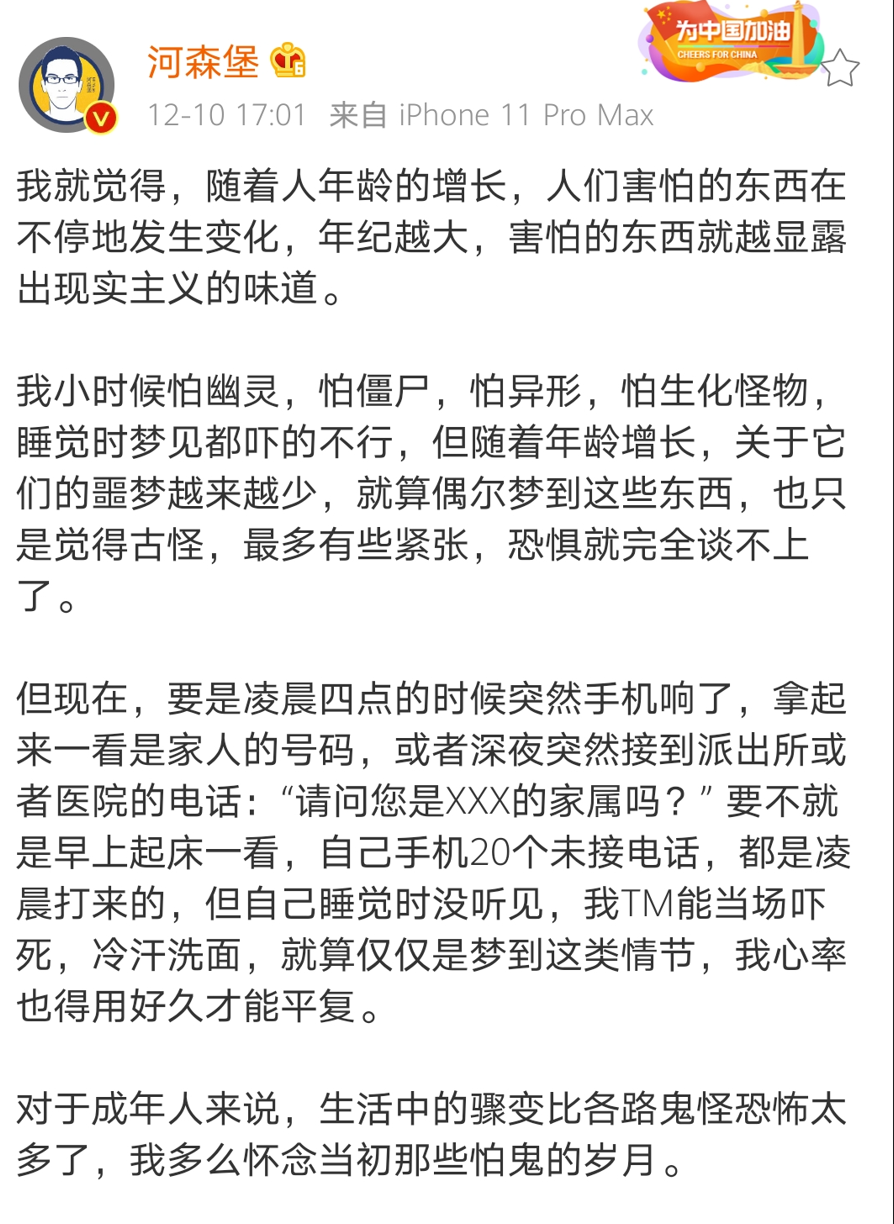 为中国加油
CHEERS FOR CHINA
河森堡
6
V
12-10 17:01 来自 iPhone 11 Pro Max
我就觉得，随着人年龄的增长，人们害怕的东西在
不停地发生变化，年纪越大，害怕的东西就越显露
出现实主义的味道。
我小时候怕幽灵，怕僵尸，怕异形，怕生化怪物，
睡觉时梦见都吓的不行，但随着年龄增长，关于它
们的噩梦越来越少，就算偶尔梦到这些东西，也只
是觉得古怪，最多有些紧张，恐惧就完全谈不上
了。
但现在，要是凌晨四点的时候突然手机响了，拿起
来一看是家人的号码，或者深夜突然接到派出所或
者医院的电话：“请问您是XXX的家属吗？” 要不就
是早上起床一看，自己手机20个未接电话，都是凌
晨打来的，但自己睡觉时没听见，我TM能当场吓
死，冷汗洗面，就算仅仅是梦到这类情节，我心率
也得用好久才能平复。
对于成年人来说，生活中的骤变比各路鬼怪恐怖太
多了，我多么怀念当初那些怕鬼的岁月。